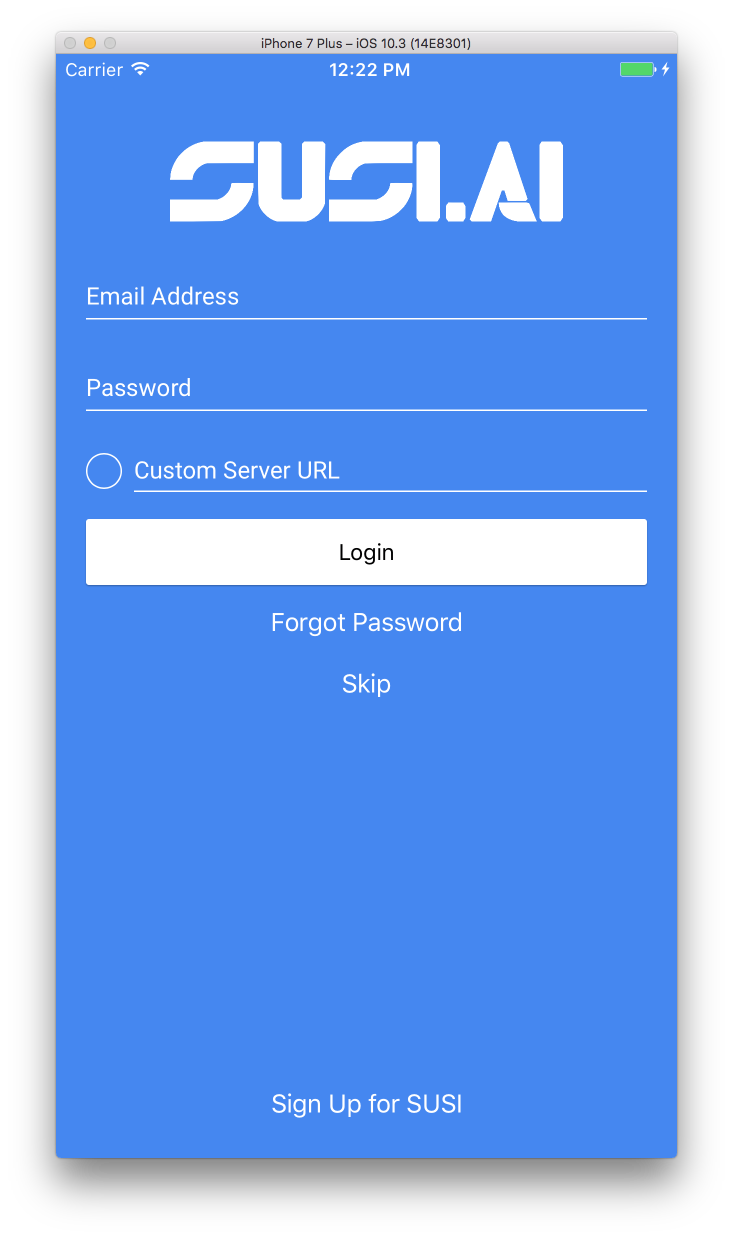 iPhone 7 Plus – iOS 10.3 (14E8301)
Carrier 12:22 PM
SUSI.AI
Email Address
Password
Custom Server URL
Login
Forgot Password
Skip
Sign Up for SUSI